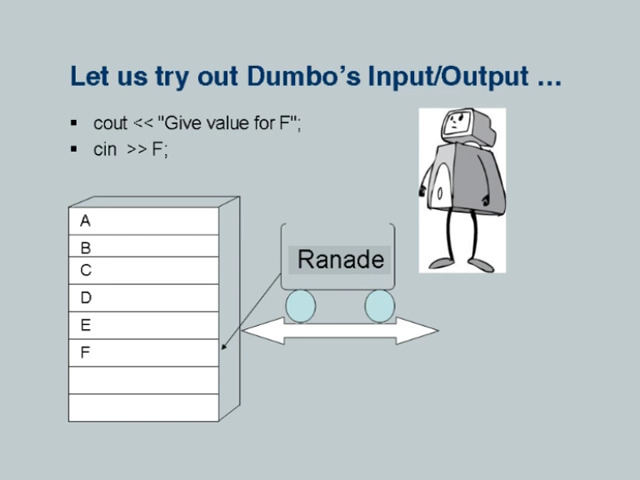 Let us try out Dumbo's Input/Output …
▪ cout << "Give value for F";
▪ cin >> F;
A
B
C
D
E
F
Ranade